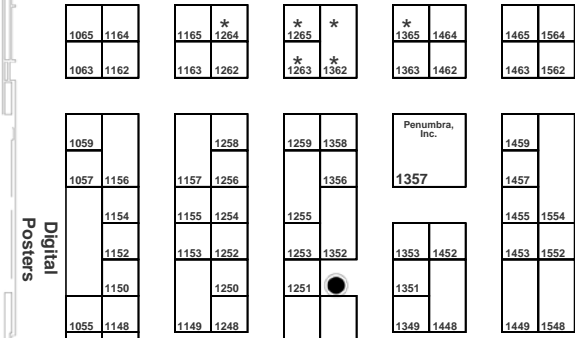 * * * *
1065 1164 1165 1264 1265 1365 1464 1465 1564
* *
1063 1162 1163 1262 1263 1362 1363 1462 1463 1562
Penumbra,
Inc.
1059 1258 1259 1358 1459
1057 1156 1157 1256 1356 1357 1457
1154 1155 1254 1255 1455 1554
1152 1153 1252 1253 1352 1353 1452 1453 1552
1150 1250 1251 1351
1055 1148 1149 1248 1349 1448 1449 1548
Digital
Posters